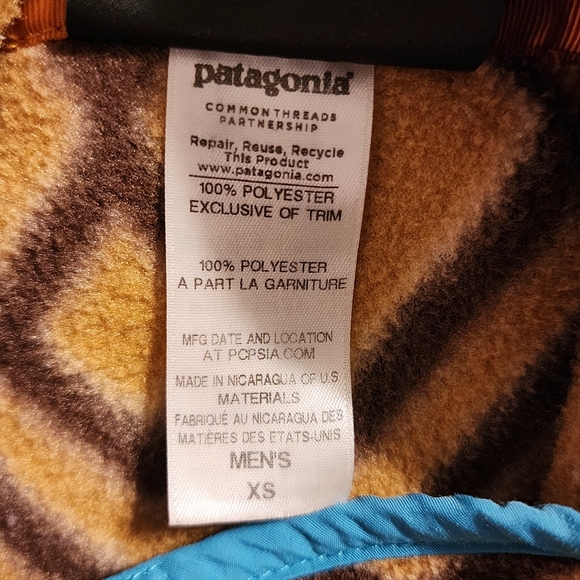 patagonia®
COMMONTHREADS
PARTNERSHIP
Repair, Reuse, Recycle
This Product
www.patagonia.com
100% POLYESTER
EXCLUSIVE OF TRIM
100% POLYESTER
A PART LA GARNITURE
MFG DATE AND LOCATION
AT PCPSIA.COM
MADE IN NICARAGUA OF U.S.
MATERIALS
FABRIQUÉ AU NICARAGUA DES
MATIÈRES DES ETATS-UNIS
MEN'S
XS